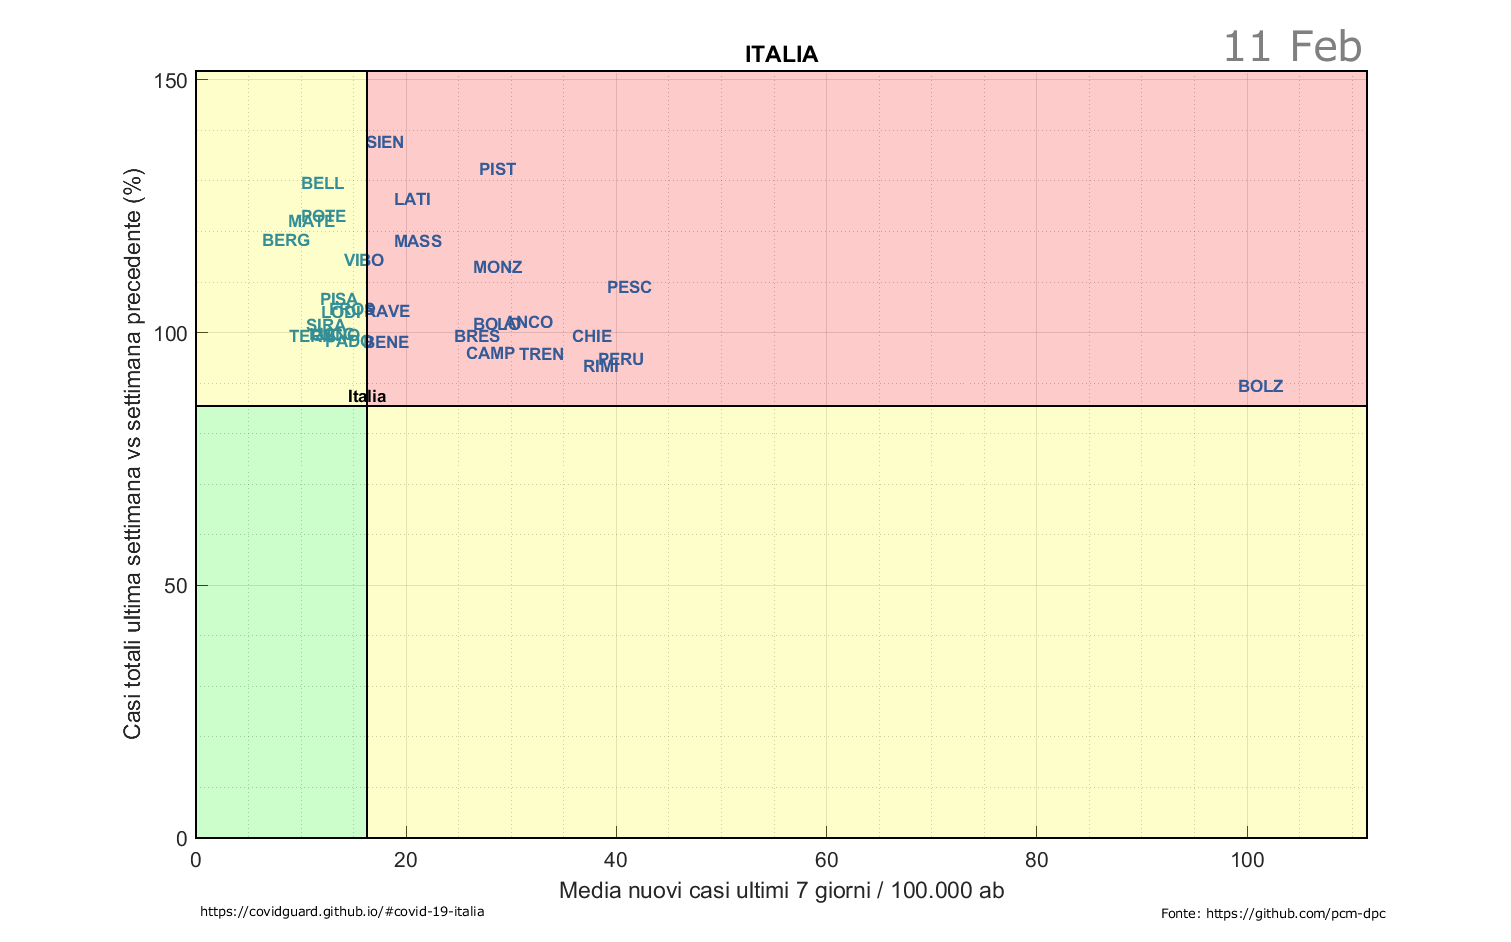 11 Feb
ITALIA
150
SIEN
PIST
BELL
LATI
POTE
MATE
BERG
MASS
VIBO
MONZ
PESC
PISA
FROS
LODI
RAVE
SIRA
BOLO
ANCO
100
BRES
CHIE
PADO
BENE
CAMP
TREN
PERU
RIMI
BOLZ
Italia
50
0
0 20 40 60 80 100
Casi totali ultima settimana vs settimana precedente (%)
Media nuovi casi ultimi 7 giorni / 100.000 ab
https://covidguard.github.io/#covid-19-italia
Fonte: https://github.com/pcm-dpc